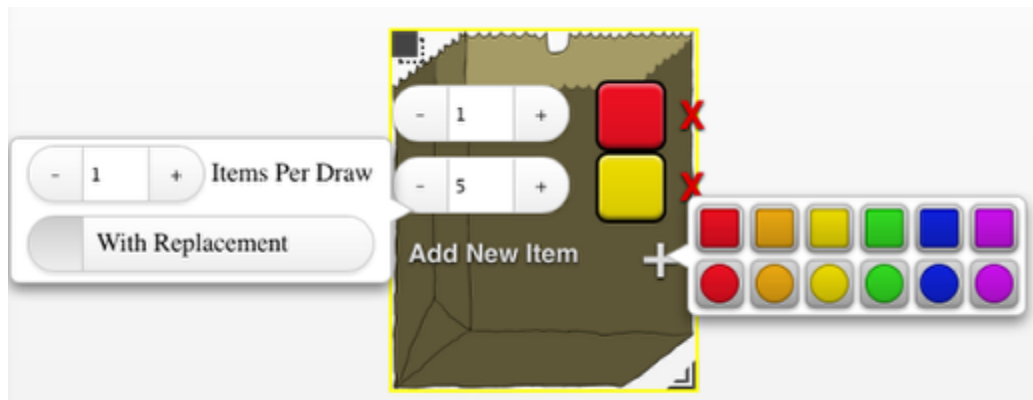 - 1 +
- 5 +
- 1 + Items Per Draw
With Replacement
Add New Item +
X
X